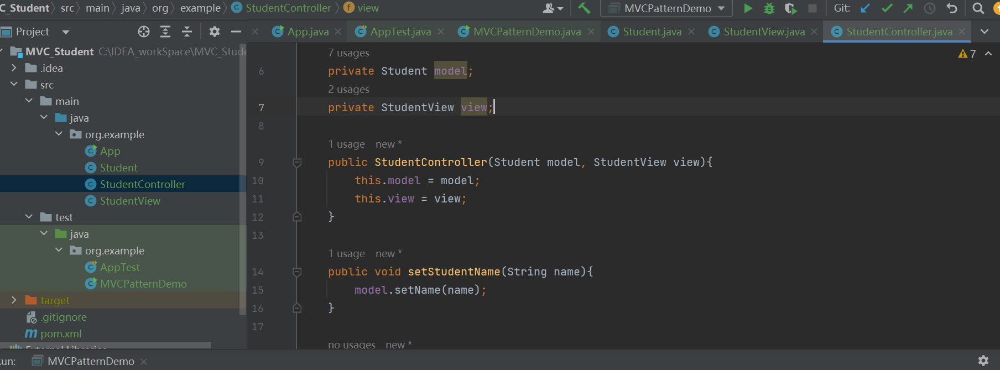 C_Student src main java org example StudentController view MVCPatternDemo Git:
Project App.java AppTest.java MVCPatternDemo.java Student.java StudentView.java StudentController.java
MVC_Student C:\IDEA_workSpace\MVC_Stude
.idea
src
main
java
org.example
App
Student
StudentController
StudentView
test
java
org.example
AppTest
MVCPatternDemo
target
.gitignore
pom.xml
External Libraries
7
7 usages
6 private Student model;
2 usages
7 private StudentView view;
8
1 usage new *
9 public StudentController(Student model, StudentView view){
10 this.model = model;
11 this.view = view;
12 }
13
1 usage new *
14 public void setStudentName(String name){
15 model.setName(name);
16 }
17
no usages new *
un: MVCPatternDemo